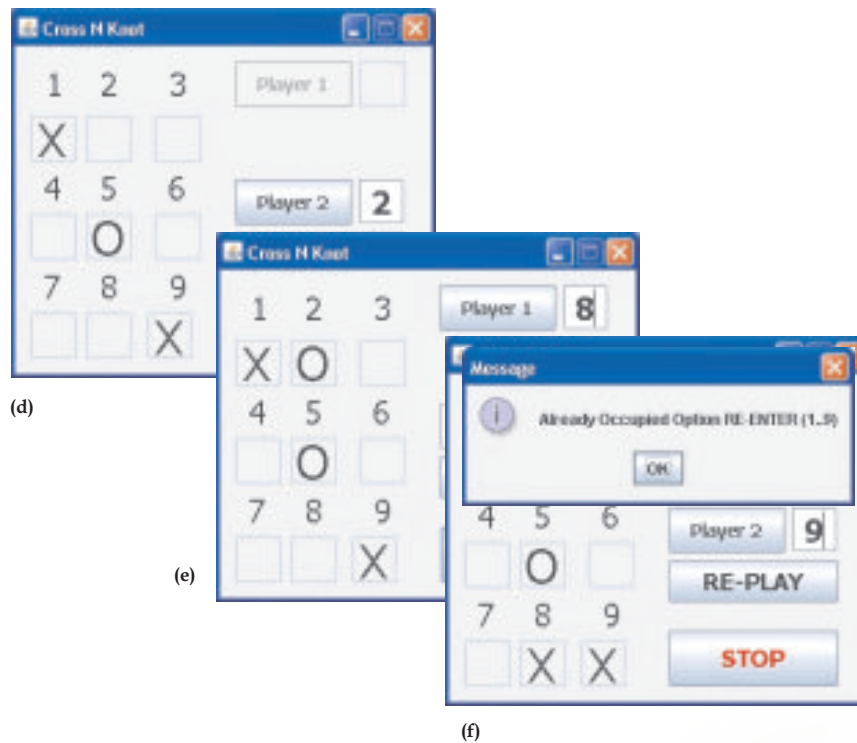 Cross N Knot
1 2 3
Player 1
X
4 5 6
Player 2 2
O
7 8 9
X
(d)
Cross N Knot
1 2 3
Player 1 8
X O
4 5 6
O
7 8 9
X
(e)
Message
Already Occupied Option RE-ENTER (1..9)
OK
4 5 6
Player 2 9
O
RE-PLAY
7 8 9
X X
STOP
(f)